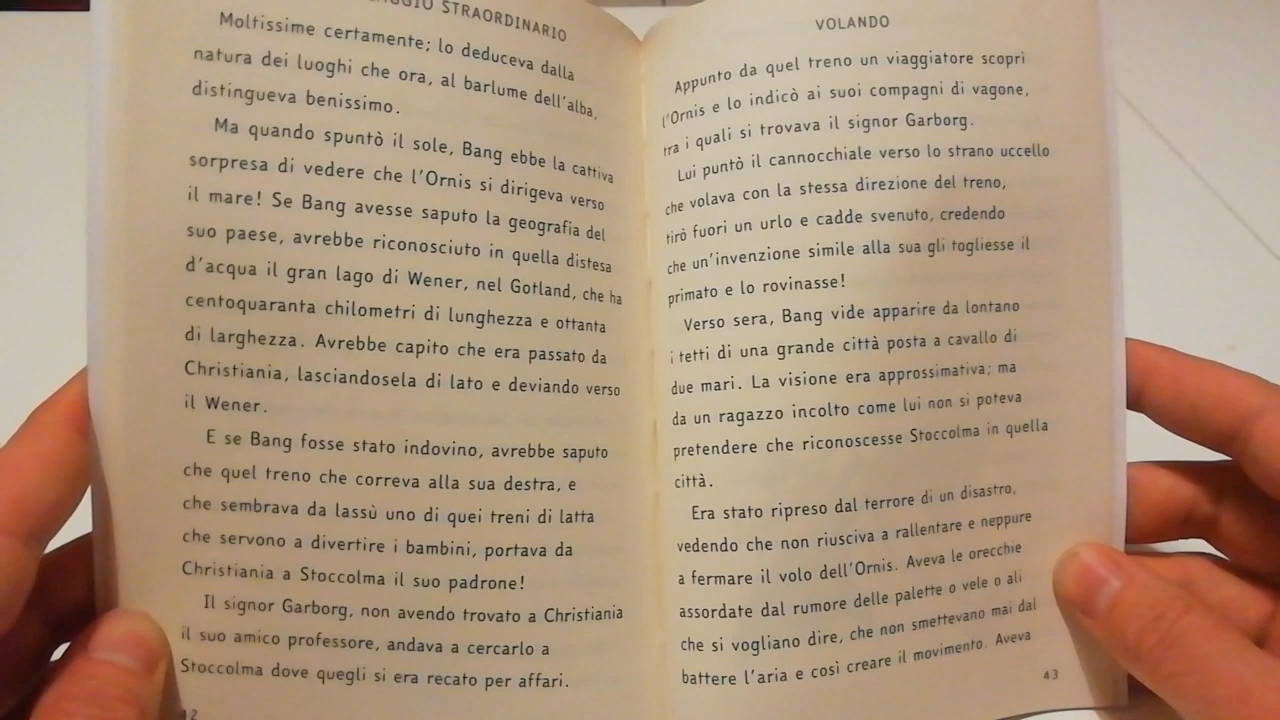 STRAORDINARIO
Moltissime certamente; lo deduceva dalla
natura dei luoghi che ora, al barlume dell'alba,
distingueva benissimo.
Ma quando spuntò il sole, Bang ebbe la cattiva
sorpresa di vedere che l'Ornis si dirigeva verso
il mare! Se Bang avesse saputo la geografia del
suo paese, avrebbe riconosciuto in quella distesa
d'acqua il gran lago di Wener, nel Gotland, che ha
centoquaranta chilometri di lunghezza e ottanta
di larghezza. Avrebbe capito che era passato da
Christiania, lasciandosela di lato e deviando verso
il Wener.
E se Bang fosse stato indovino, avrebbe saputo
che quel treno che correva alla sua destra, e
che sembrava da lassù uno di quei treni di latta
che servono a divertire i bambini, portava da
Christiania a Stoccolma il suo padrone!
Il signor Garborg, non avendo trovato a Christiania
il suo amico professore, andava a cercarlo a
Stoccolma dove quegli si era recato per affari.
VOLANDO
Appunto da quel treno un viaggiatore scoprì
l'Ornis e lo indicò ai suoi compagni di vagone,
tra i quali si trovava il signor Garborg.
Lui puntò il cannocchiale verso lo strano uccello
che volava con la stessa direzione del treno,
tirò fuori un urlo e cadde svenuto, credendo
che un'invenzione simile alla sua gli togliesse il
primato e lo rovinasse!
Verso sera, Bang vide apparire da lontano
i tetti di una grande città posta a cavallo di
due mari. La visione era approssimativa; ma
da un ragazzo incolto come lui non si poteva
pretendere che riconoscesse Stoccolma in quella
città.
Era stato ripreso dal terrore di un disastro,
vedendo che non riusciva a rallentare e neppure
a fermare il volo dell'Ornis. Aveva le orecchie
assordate dal rumore delle palette o vele o ali
che si vogliano dire, che non smettevano mai dal
battere l'aria e così creare il movimento. Aveva
43